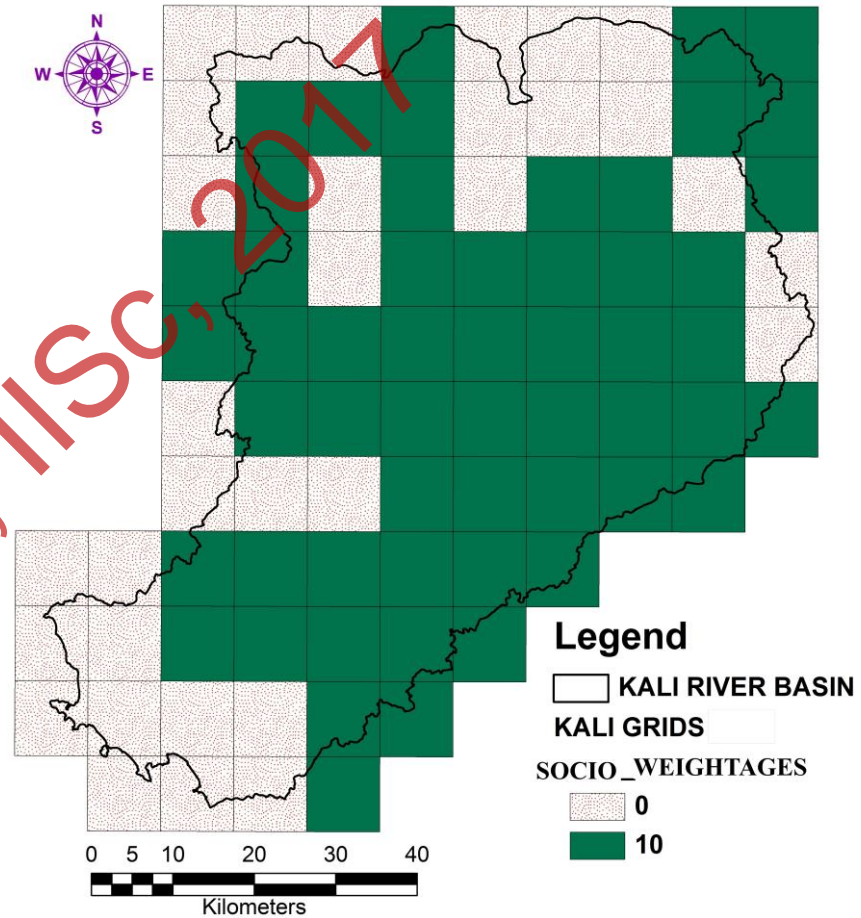 N
W E
S
IISc, 2017
Legend
KALI RIVER BASIN
KALI GRIDS
SOCIO_WEIGHTAGES
0
10
0 5 10 20 30 40
Kilometers